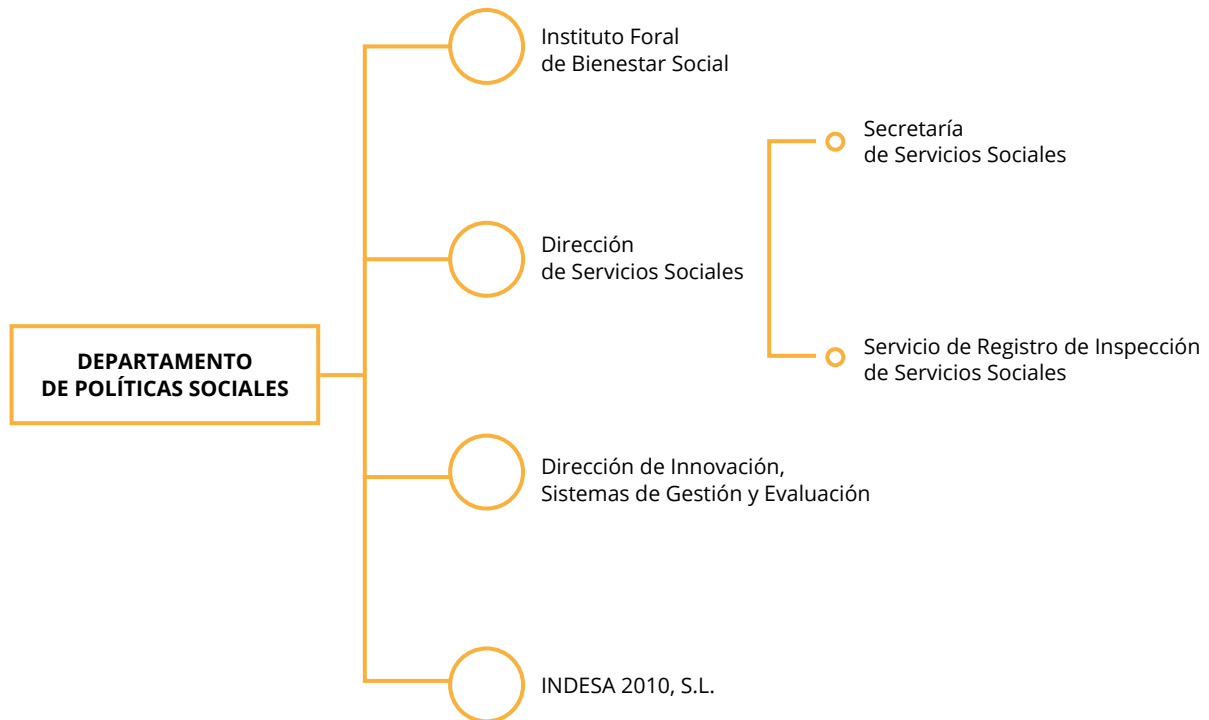 Instituto Foral
de Bienestar Social
Secretaría
de Servicios Sociales
Dirección
de Servicios Sociales
DEPARTAMENTO
DE POLÍTICAS SOCIALES
Servicio de Registro de Inspección
de Servicios Sociales
Dirección de Innovación,
Sistemas de Gestión y Evaluación
INDESA 2010, S.L.